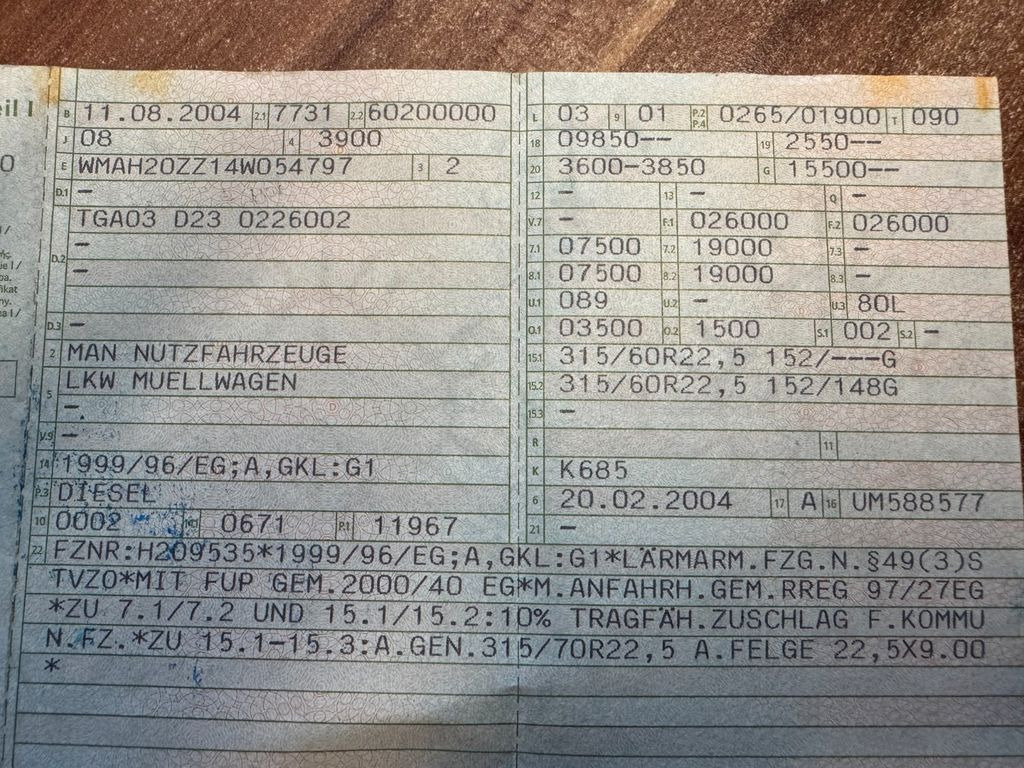 eil I
B 11.08.2004 2.1 7731 2.2 60200000
J 08 4 3900
E WMAH20ZZ14W054797 3 2
D.1 –
TGA03 D23 0226002
D.2 –
–
D.3 –
2 MAN NUTZFAHRZEUGE
5 LKW MUELLWAGEN
–
V.9 –
14 1999/96/EG;A,GKL:G1
P.3 DIESEL
10 0002 0671 P.1 11967
L 03 9 01 P.2 P.4 0265/01900 T 090
18 09850-- 19 2550--
20 3600-3850 G 15500--
12 – 13 – Q –
V.7 – F.1 026000 F.2 026000
7.1 07500 7.2 19000 7.3 –
8.1 07500 8.2 19000 8.3 –
U.1 089 U.2 – U.3 80L
O.1 03500 O.2 1500 S.1 002 S.2 –
15.1 315/60R22,5 152/---G
15.2 315/60R22,5 152/148G
15.3 –
R 11
K K685
6 20.02.2004 17 A 16 UM588577
21 –
22 FZNR:H209535*1999/96/EG;A,GKL:G1*LÄRMARM.FZG.N.§49(3)S
TVZO*MIT FUP GEM.2000/40 EG*M.ANFAHRH.GEM.RREG 97/27EG
*ZU 7.1/7.2 UND 15.1/15.2:10% TRAGFÄH.ZUSCHLAG F.KOMMU
N.FZ.*ZU 15.1-15.3:A.GEN.315/70R22,5 A.FELGE 22,5X9.00
*